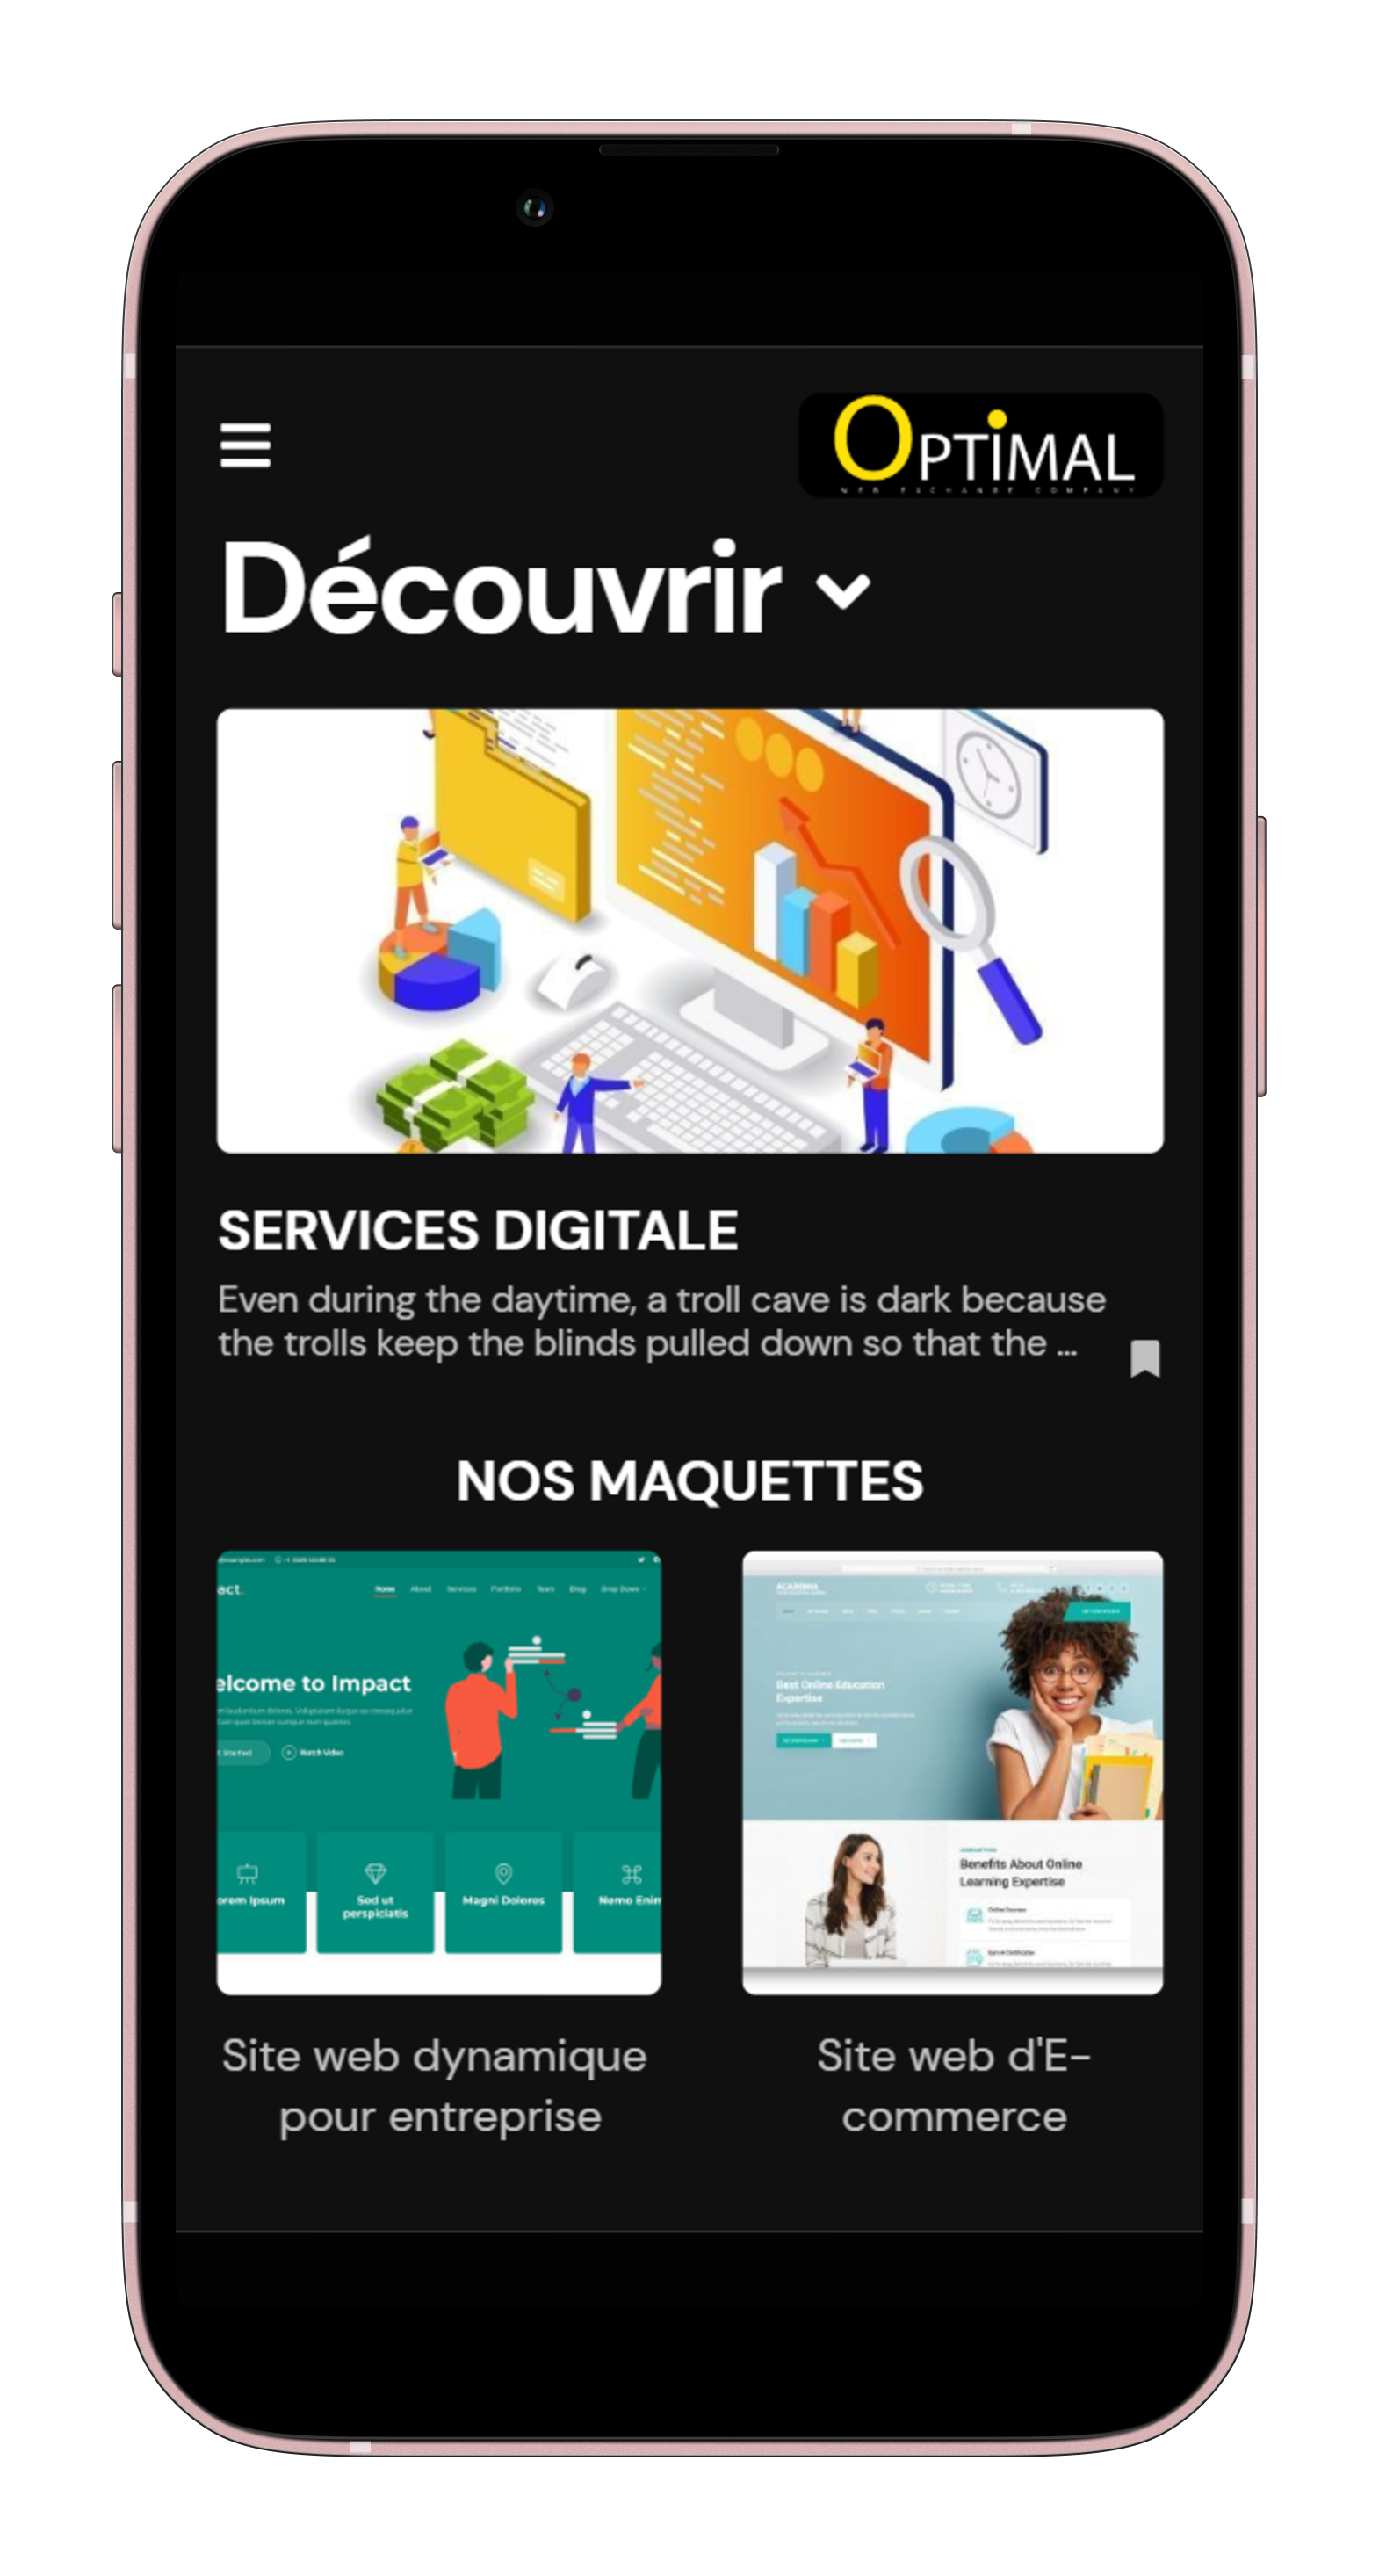 OPTIMAL
WEB EXCHANGE COMPANY
Découvrir
SERVICES DIGITALE
Even during the daytime, a troll cave is dark because
the trolls keep the blinds pulled down so that the ...
NOS MAQUETTES
act.
Home About Services Portfolio Team Blog Drop Down
elcome to Impact
t Started Watch Video
orem Ipsum
Sed ut
perspiciatis
Magni Dolores
Nemo Enim
ACADEMIA
Best Online Education
Expertise
Benefits About Online
Learning Expertise
Online Courses
Earn A Certificates
Site web dynamique
pour entreprise
Site web d'E-
commerce